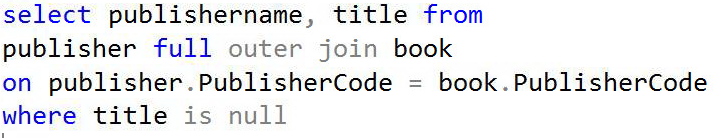 select publishername, title from
publisher full outer join book
on publisher.PublisherCode = book.PublisherCode
where title is null